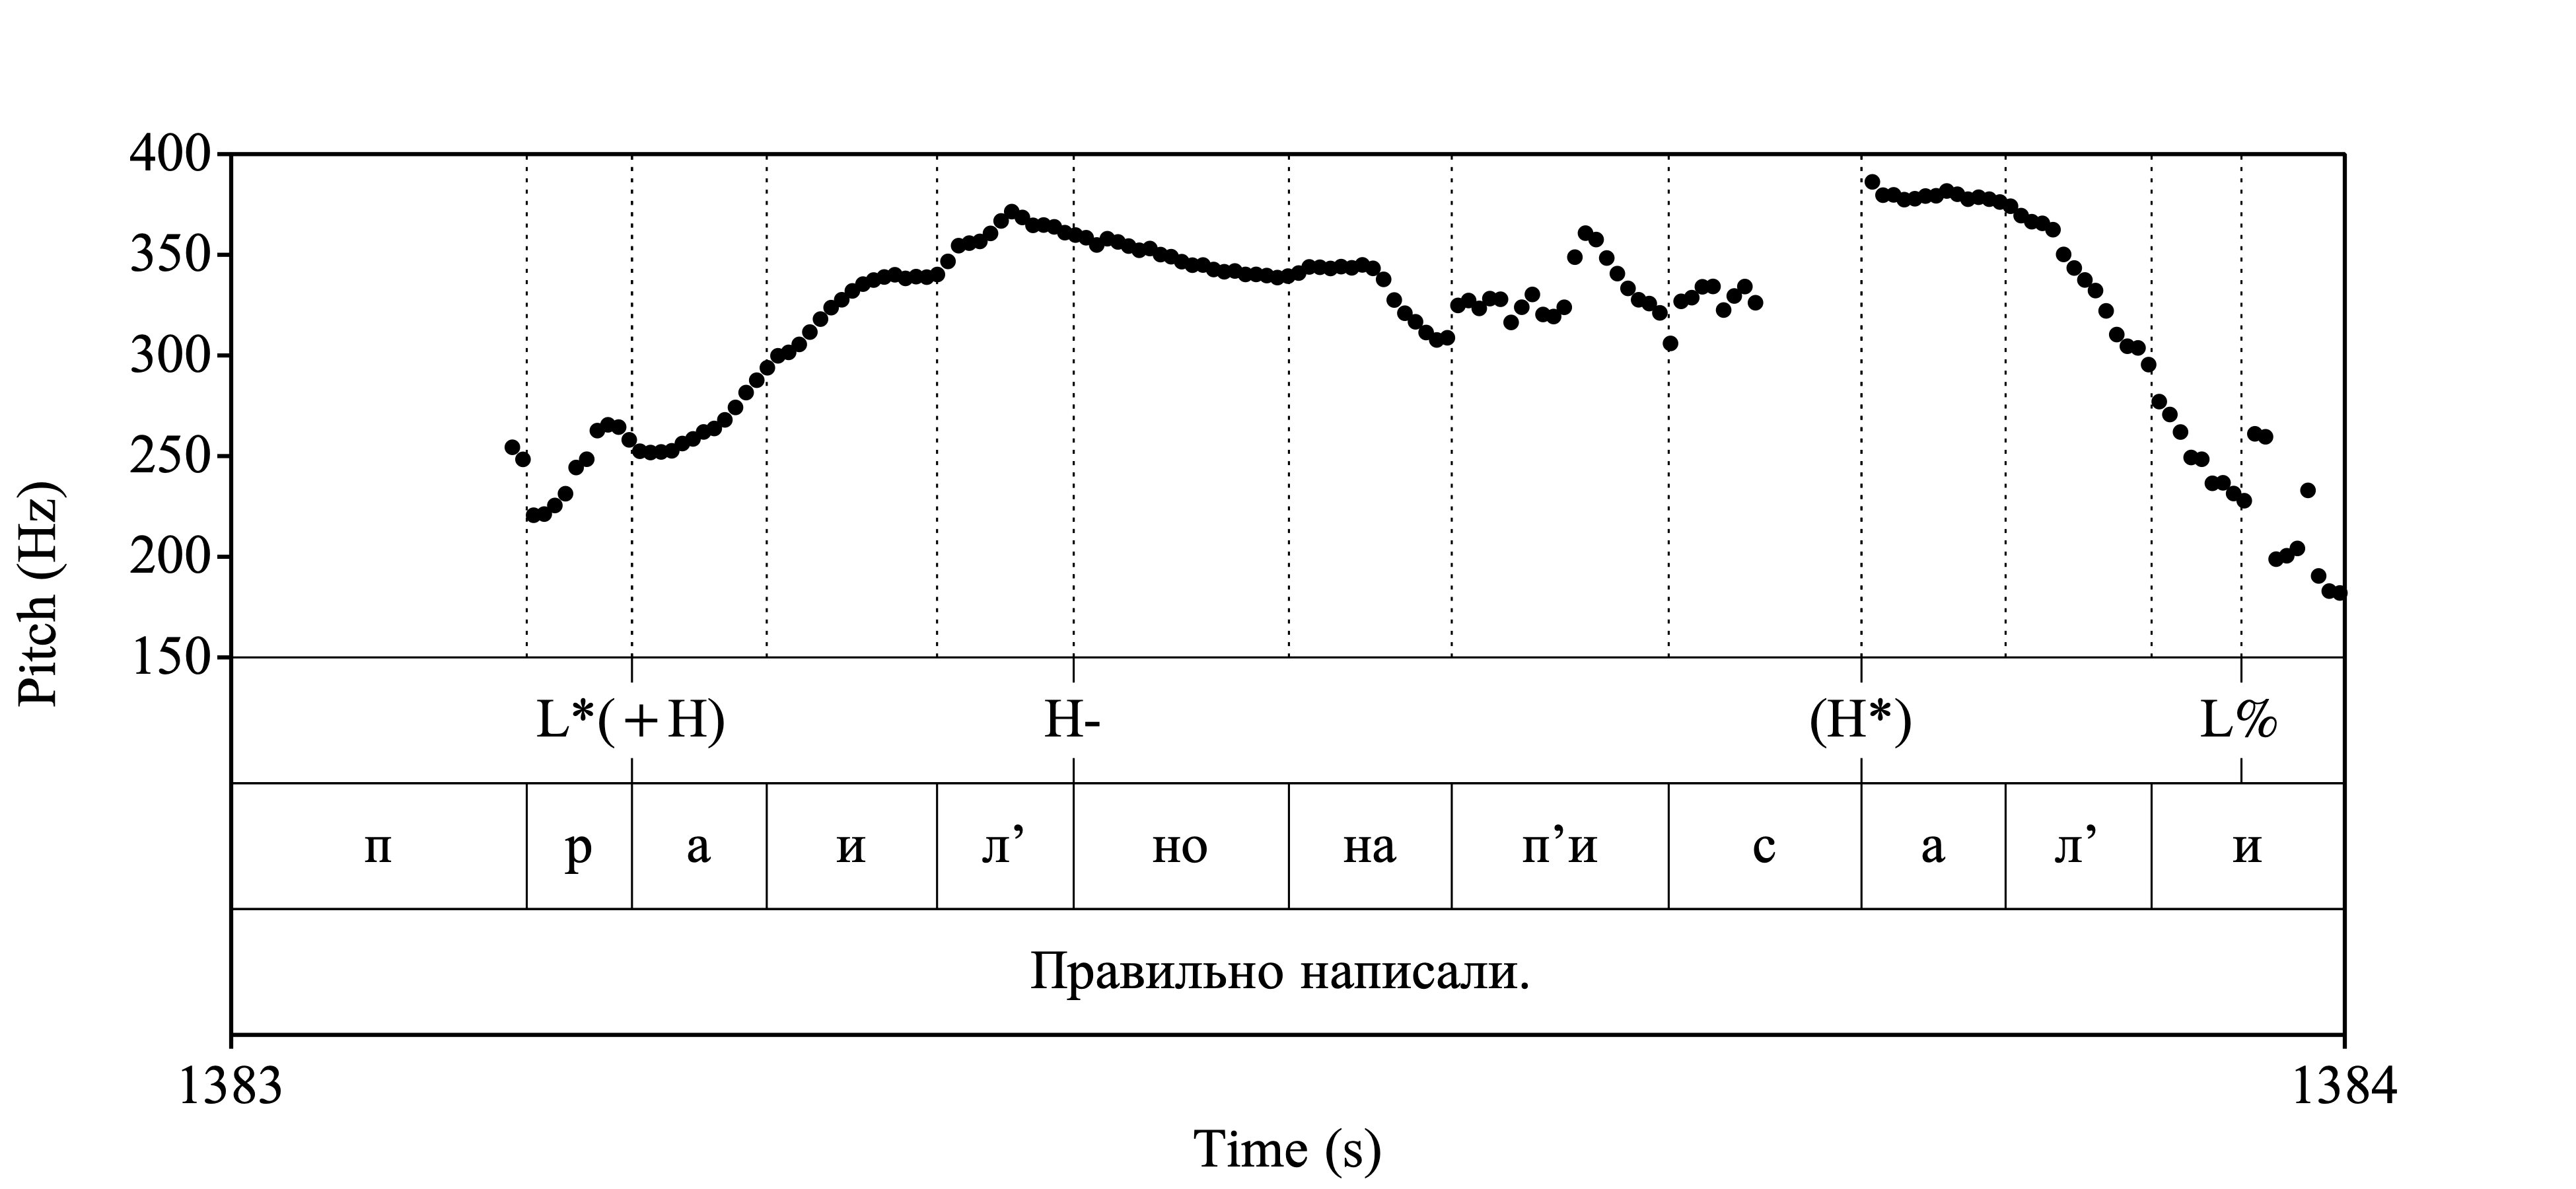 400
350
300
250
200
150
Pitch (Hz)
L*(+H) H- (H*) L%
п р а и л’ но на п’и с а л’ и
Правильно написали.
1383 1384
Time (s)